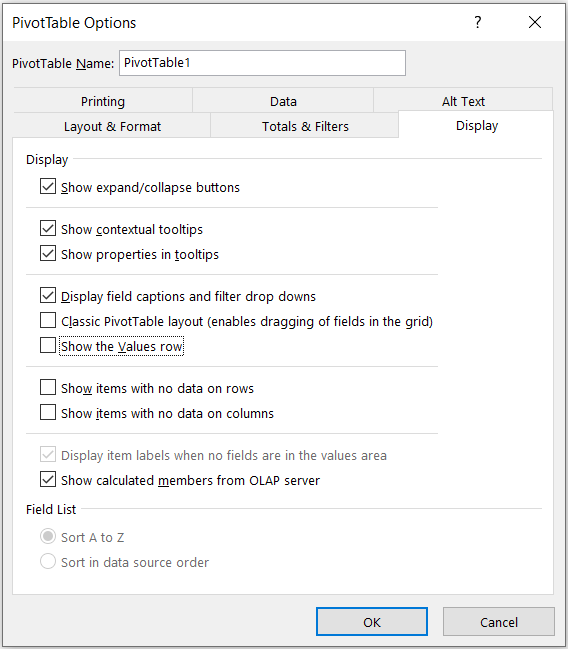 PivotTable Options
?
PivotTable Name: PivotTable1
Printing Data Alt Text
Layout & Format Totals & Filters Display
Display
Show expand/collapse buttons
Show contextual tooltips
Show properties in tooltips
Display field captions and filter drop downs
Classic PivotTable layout (enables dragging of fields in the grid)
Show the Values row
Show items with no data on rows
Show items with no data on columns
Display item labels when no fields are in the values area
Show calculated members from OLAP server
Field List
Sort A to Z
Sort in data source order
OK Cancel